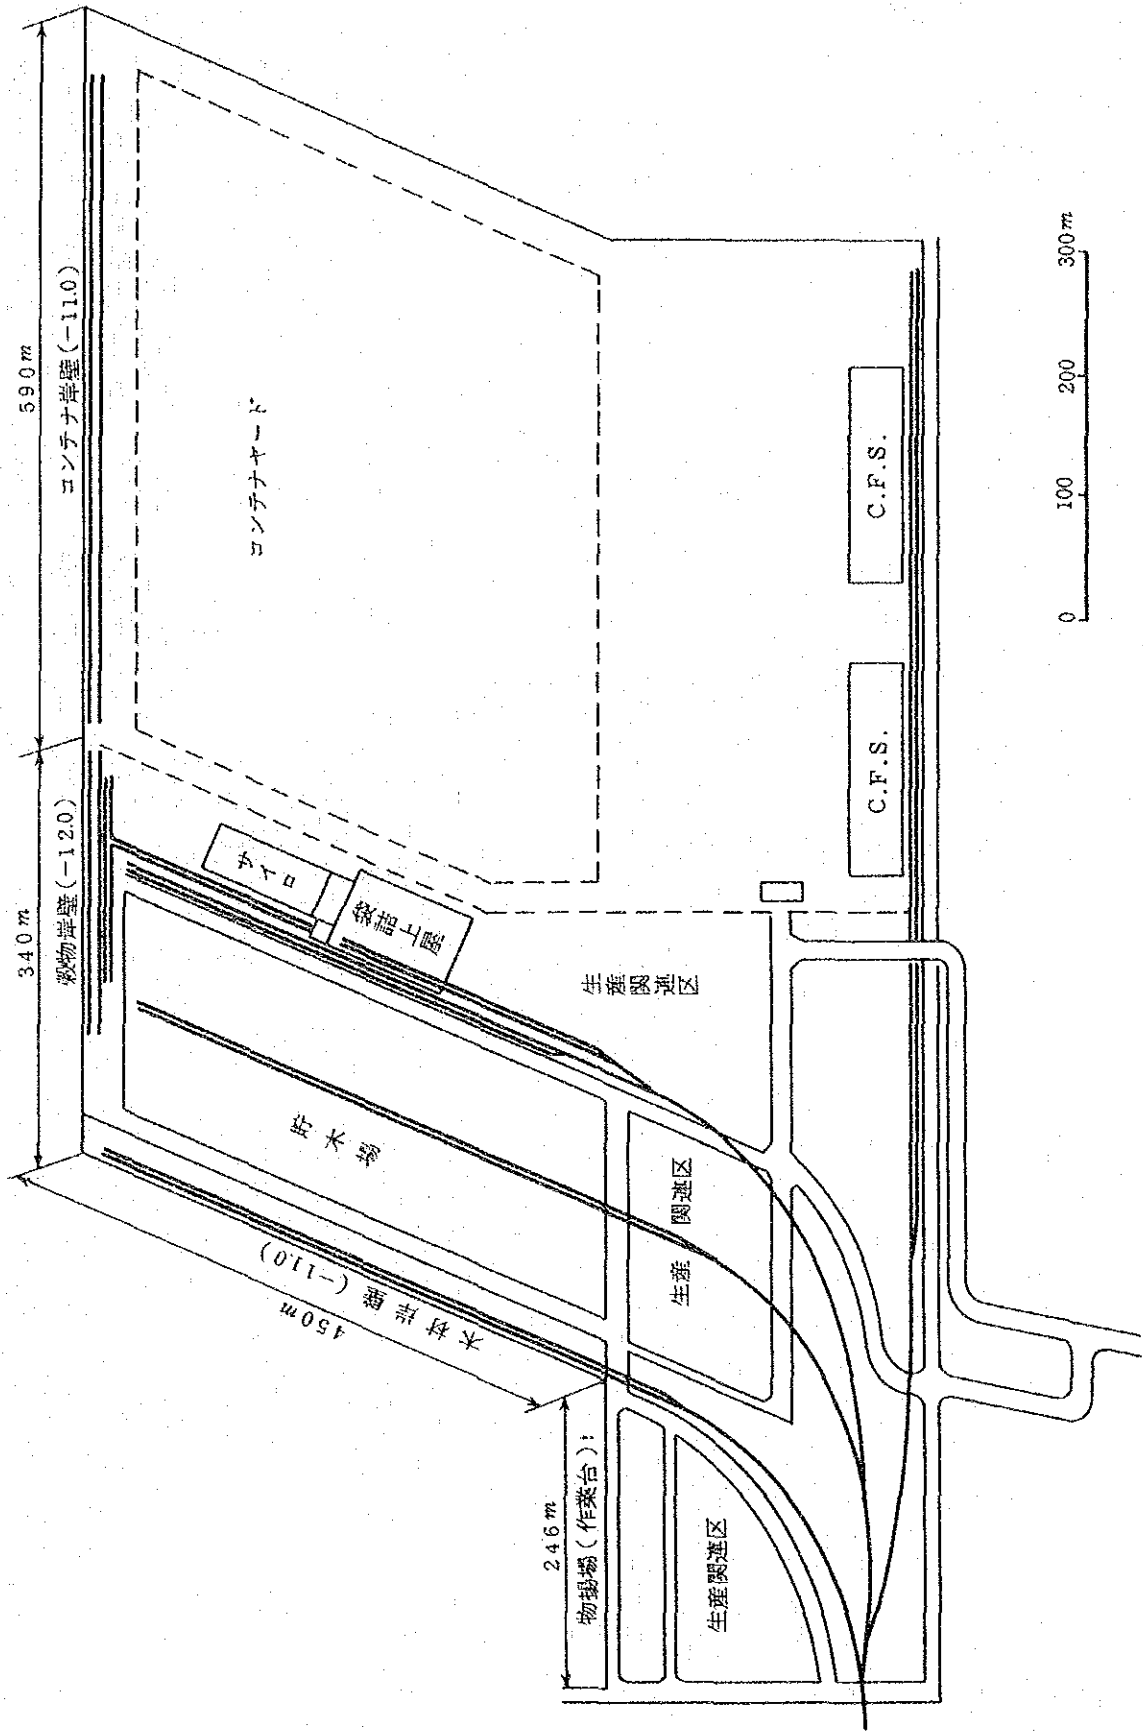 590m
コンテナ岸壁(-11.0)
340m
穀物岸壁(-12.0)
コンテナヤード
サイロ
袋詰上屋
貯木場
木材岸壁(-11.0)
450m
生産関連区
生産 関連区
246m
物揚場(作業台)
生産関連区
C.F.S.
C.F.S.
0 100 200 300m